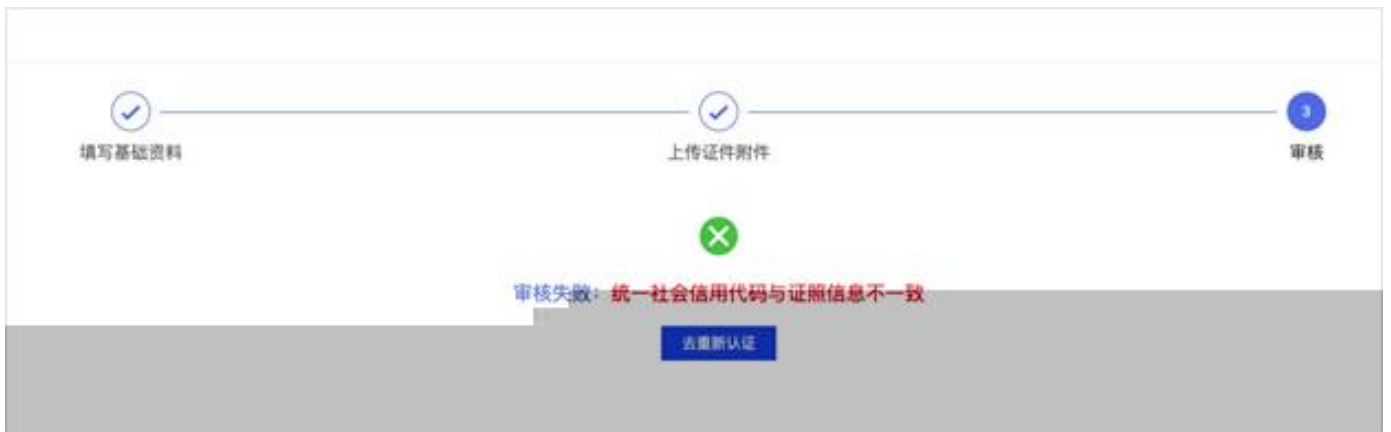 3
填写基础资料
上传证件附件
审核
审核失败：统一社会信用代码与证照信息不一致
去重新认证